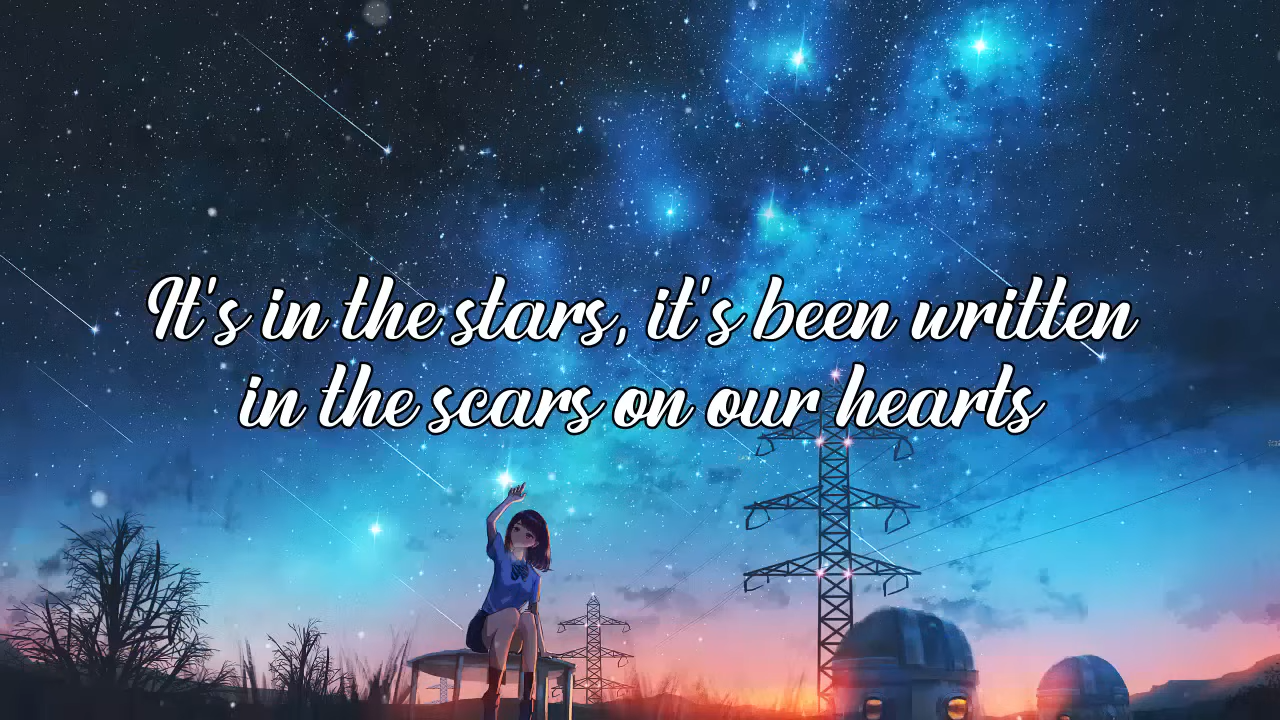 It's in the stars, it's been written
in the scars on our hearts